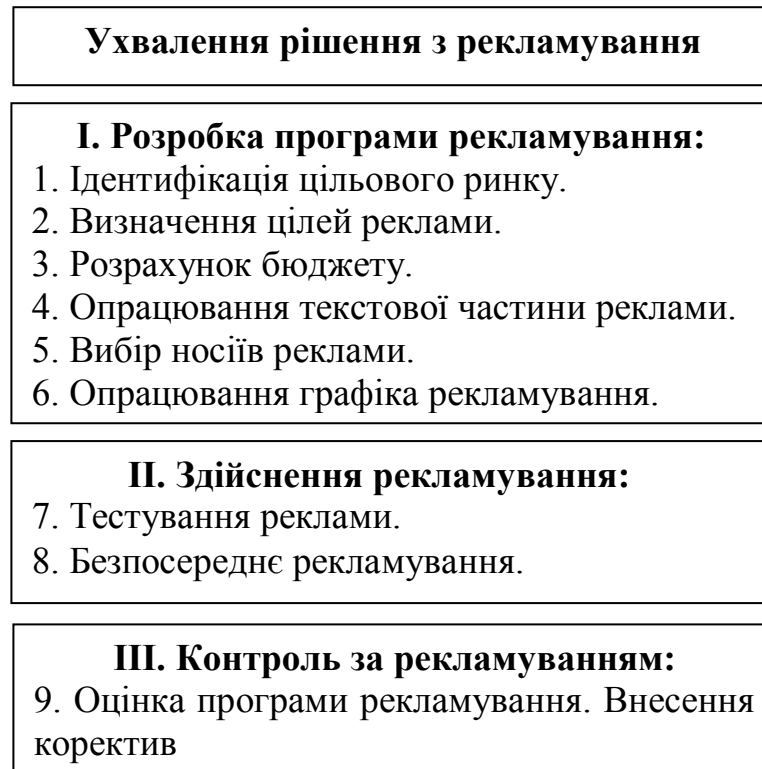 Ухвалення рішення з рекламування
І. Розробка програми рекламування:
1. Ідентифікація цільового ринку.
2. Визначення цілей реклами.
3. Розрахунок бюджету.
4. Опрацювання текстової частини реклами.
5. Вибір носіїв реклами.
6. Опрацювання графіка рекламування.
ІІ. Здійснення рекламування:
7. Тестування реклами.
8. Безпосереднє рекламування.
ІІІ. Контроль за рекламуванням:
9. Оцінка програми рекламування. Внесення
коректив